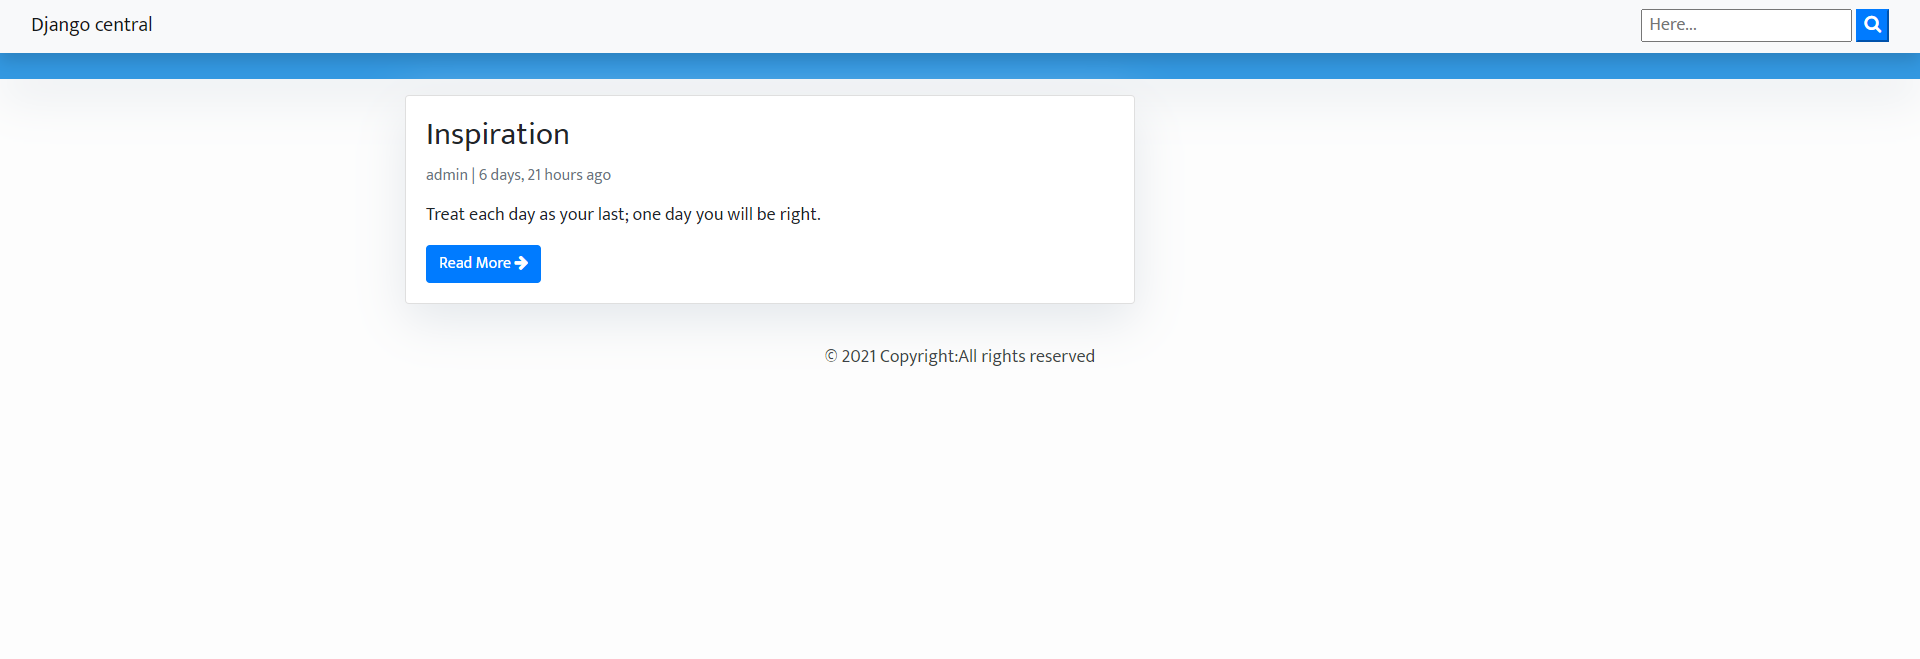 Django central
Here...
Inspiration
admin | 6 days, 21 hours ago
Treat each day as your last; one day you will be right.
Read More
© 2021 Copyright:All rights reserved